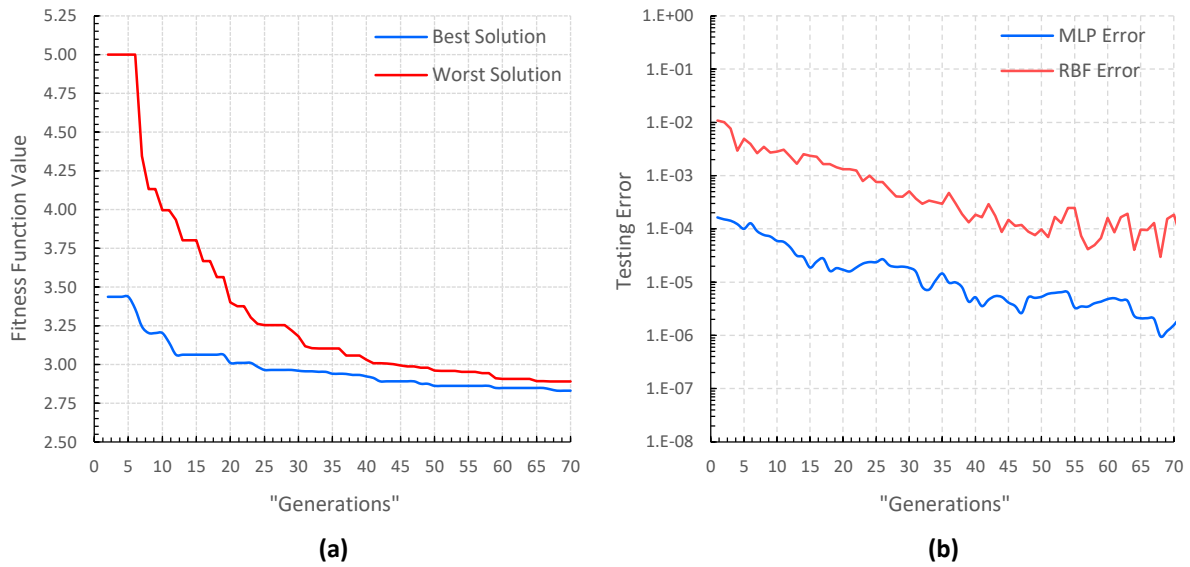 5.25
5.00
4.75
4.50
4.25
4.00
3.75
3.50
3.25
3.00
2.75
2.50
Fitness Function Value
Best Solution
Worst Solution
0 5 10 15 20 25 30 35 40 45 50 55 60 65 70
"Generations"
(a)
1.E+00
1.E-01
1.E-02
1.E-03
1.E-04
1.E-05
1.E-06
1.E-07
1.E-08
Testing Error
MLP Error
RBF Error
0 5 10 15 20 25 30 35 40 45 50 55 60 65 70
"Generations"
(b)